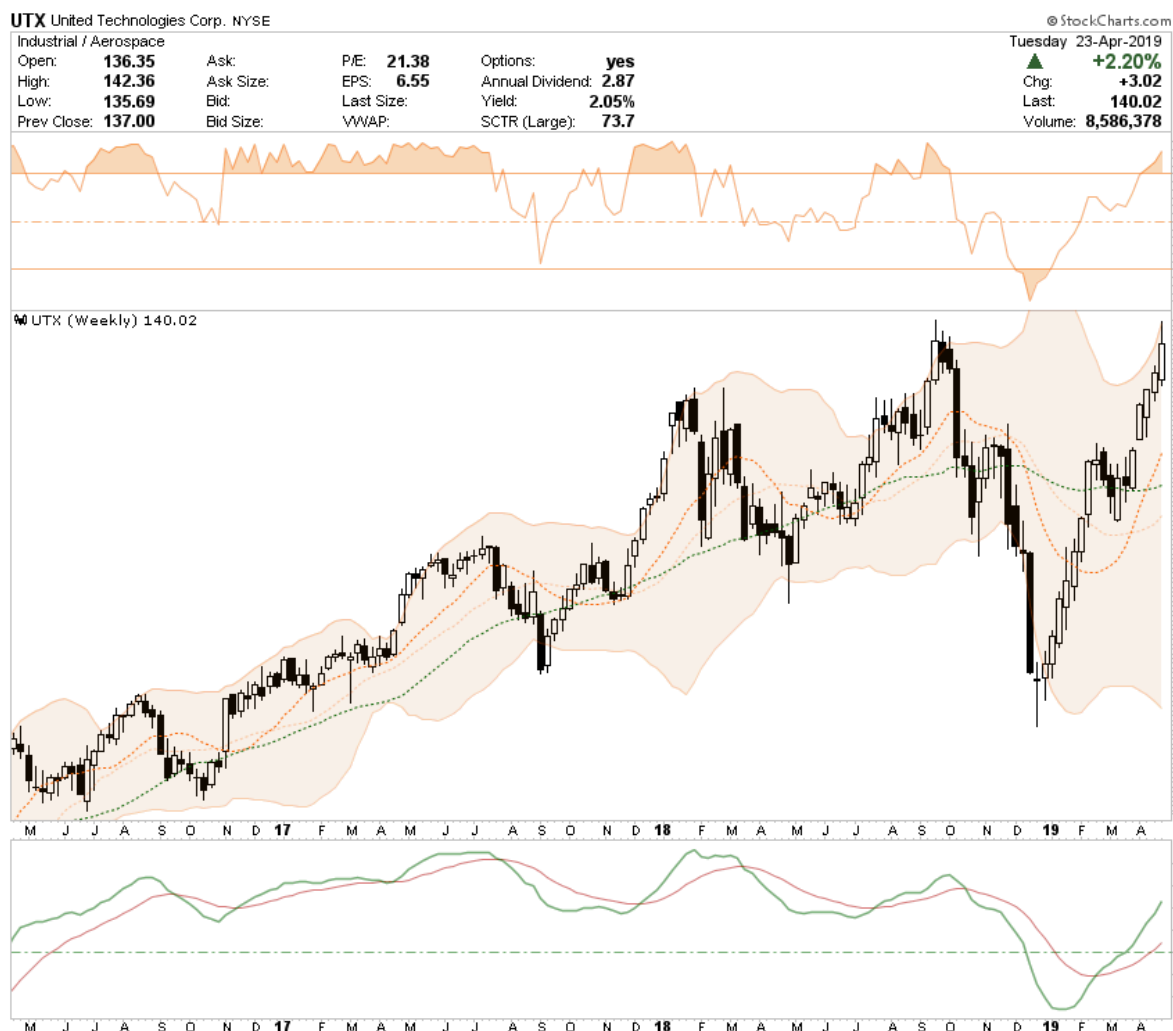 UTX United Technologies Corp. NYSE © StockCharts.com
Industrial / Aerospace Tuesday 23-Apr-2019
Open: 136.35 Ask: P/E: 21.38 Options: yes +2.20%
High: 142.36 Ask Size: EPS: 6.55 Annual Dividend: 2.87 Chg: +3.02
Low: 135.69 Bid: Last Size: Yield: 2.05% Last: 140.02
Prev Close: 137.00 Bid Size: VWAP: SCTR (Large): 73.7 Volume: 8,586,378
UTX (Weekly) 140.02
M J J A S O N D 17 F M A M J J A S O N D 18 F M A M J J A S O N D 19 F M A
M J J A S O N D 17 F M A M J J A S O N D 18 F M A M J J A S O N D 19 F M A